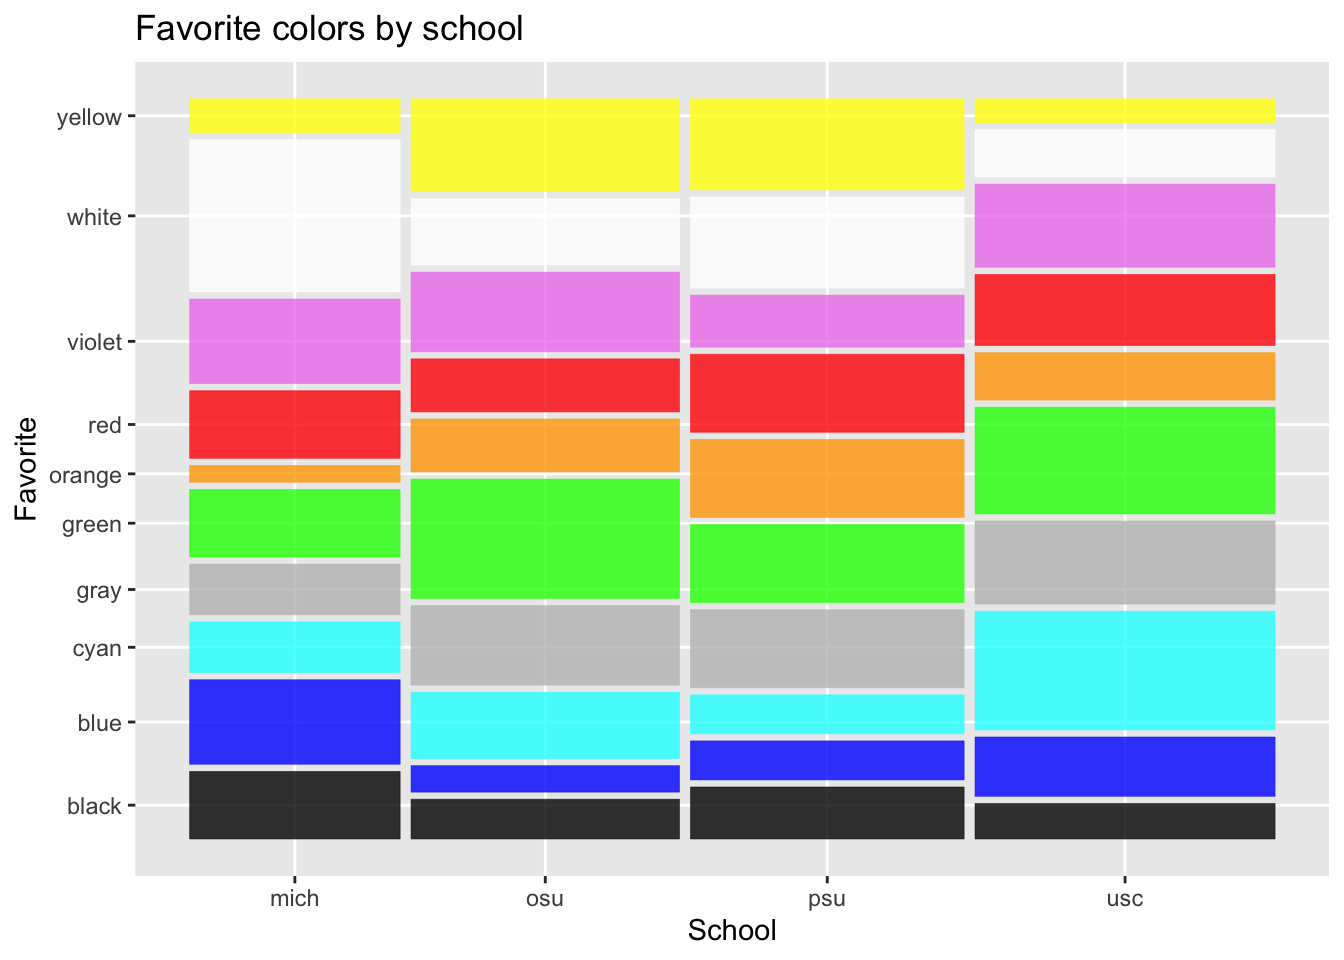 Favorite colors by school
yellow
white
violet
red
orange
green
gray
cyan
blue
black
Favorite
mich
osu
psu
usc
School